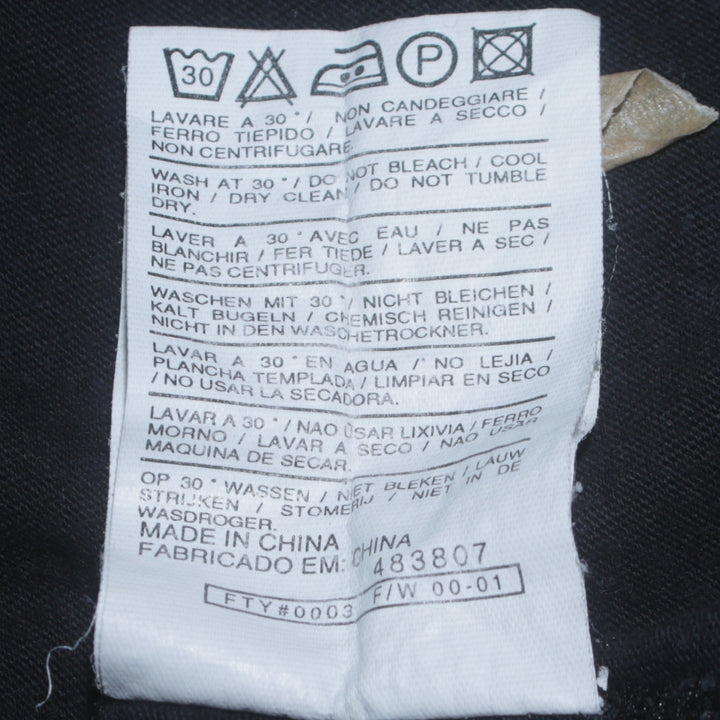 30 P
LAVARE A 30 ° / NON CANDEGGIARE /
FERRO TIEPIDO / LAVARE A SECCO /
NON CENTRIFUGARE.
WASH AT 30 ° / DO NOT BLEACH / COOL
IRON / DRY CLEAN / DO NOT TUMBLE
DRY.
LAVER A 30 ° AVEC EAU / NE PAS
BLANCHIR / FER TIEDE / LAVER A SEC /
NE PAS CENTRIFUGER.
WASCHEN MIT 30 °/ NICHT BLEICHEN /
KALT BUGELN / CHEMISCH REINIGEN /
NICHT IN DEN WASCHETROCKNER.
LAVAR A 30 ° EN AGUA / NO LEJIA /
PLANCHA TEMPLADA / LIMPIAR EN SECO
/ NO USAR LA SECADORA.
LAVAR A 30 ° / NAO USAR LIXIVIA / FERRO
MORNO / LAVAR A SECO / NAO USAR
MAQUINA DE SECAR.
OP 30 ° WASSEN / NIET BLEKEN / LAUW
STRIJKEN / STOMERIJ / NIET IN DE
WASDROGER.
MADE IN CHINA
FABRICADO EM: CHINA
483807
FTY#0003 F/W 00-01